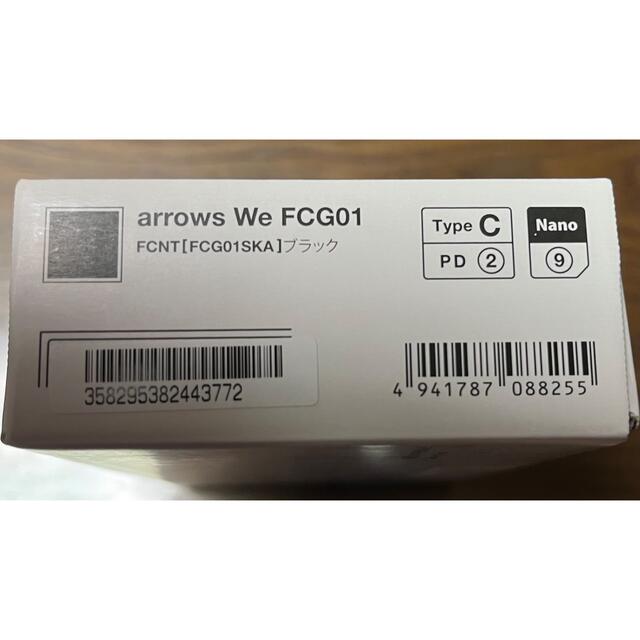 arrows We FCG01
FCNT[FCG01SKA]ブラック
Type C
PD ②
Nano
⑨
358295382443772
4 941787 088255